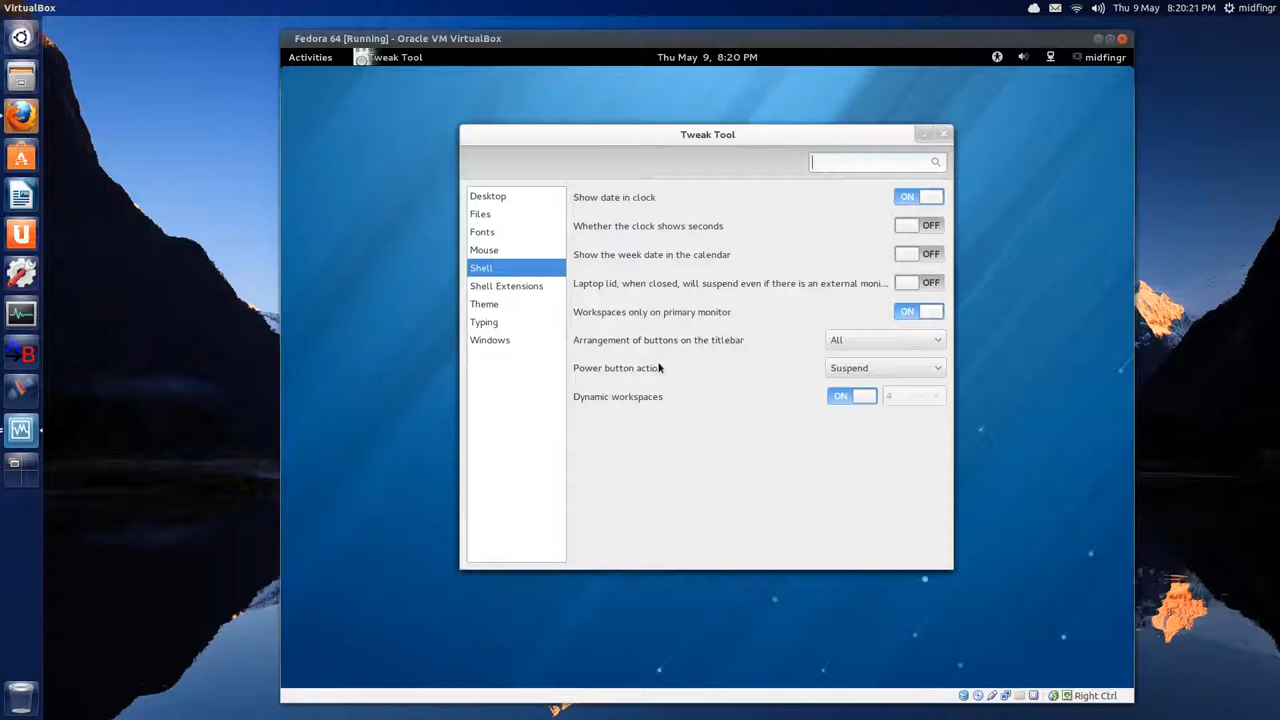 VirtualBox
Thu 9 May 8:20:21 PM midfingr
Fedora 64 [Running] - Oracle VM VirtualBox
Activities Tweak Tool Thu May 9, 8:20 PM midfingr
Tweak Tool
Desktop
Files
Fonts
Mouse
Shell
Shell Extensions
Theme
Typing
Windows
Show date in clock ON
Whether the clock shows seconds OFF
Show the week date in the calendar OFF
Laptop lid, when closed, will suspend even if there is an external moni... OFF
Workspaces only on primary monitor ON
Arrangement of buttons on the titlebar All
Power button action Suspend
Dynamic workspaces ON 4
Right Ctrl